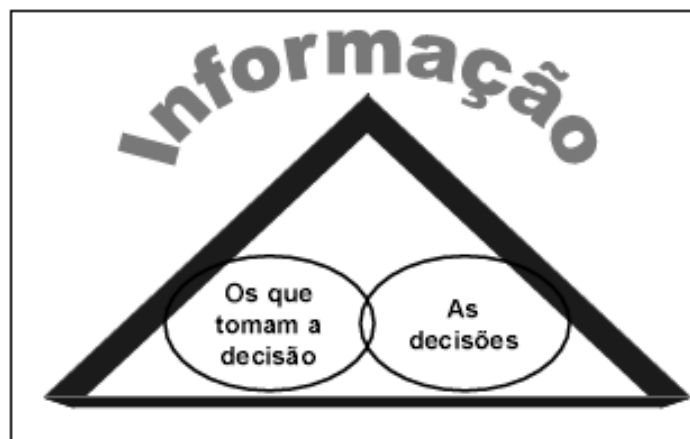 Informação
Os que
tomam a
decisão
As
decisões